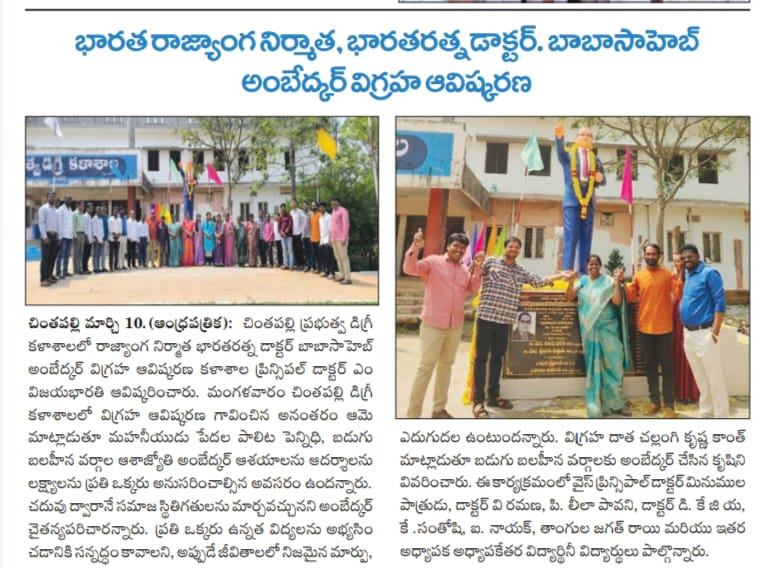 భారత రాజ్యాంగ నిర్మాత, భారతరత్న డాక్టర్. బాబాసాహెబ్
అంబేద్కర్ విగ్రహ ఆవిష్కరణ
త్వ డిగ్రీ కళాశాల
చింతపల్లి మార్చి 10. (ఆంధ్రపత్రిక): చింతపల్లి ప్రభుత్వ డిగ్రీ
కళాశాలలో రాజ్యాంగ నిర్మాత భారతరత్న డాక్టర్ బాబాసాహెబ్
అంబేద్కర్ విగ్రహ ఆవిష్కరణ కళాశాల ప్రిన్సిపల్ డాక్టర్ ఎం
విజయభారతి ఆవిష్కరించారు. మంగళవారం చింతపల్లి డిగ్రీ
కళాశాలలో విగ్రహ ఆవిష్కరణ గావించిన అనంతరం ఆమె
మాట్లాడుతూ మహనీయుడు పేదల పాలిట పెన్నిధి, బడుగు
బలహీన వర్గాల ఆశాజ్యోతి అంబేద్కర్ ఆశయాలను ఆదర్శాలను
లక్ష్యాలను ప్రతి ఒక్కరు అనుసరించాల్సిన అవసరం ఉందన్నారు.
చదువు ద్వారానే సమాజ స్థితిగతులను మార్చవచ్చునని అంబేద్కర్
చైతన్యపరిచారన్నారు. ప్రతి ఒక్కరు ఉన్నత విద్యలను అభ్యసిం
చడానికి సన్నద్ధం కావాలని, అప్పుడే జీవితాలలో నిజమైన మార్పు,
ఎదుగుదల ఉంటుందన్నారు. విగ్రహ దాత చల్లంగి కృష్ణ కాంత్
మాట్లాడుతూ బడుగు బలహీన వర్గాలకు అంబేద్కర్ చేసిన కృషిని
వివరించారు. ఈ కార్యక్రమంలో వైస్ ప్రిన్సిపాల్ డాక్టర్ మినుముల
పాత్రుడు, డాక్టర్ వి రమణ, పి. లీలా పావని, డాక్టర్ డి. కే జి య,
కే .సంతోషి, ఐ. నాయక్, తాంగుల జగత్ రాయి మరియు ఇతర
అధ్యాపక అధ్యాపకేతర విద్యార్థినీ విద్యార్థులు పాల్గొన్నారు.